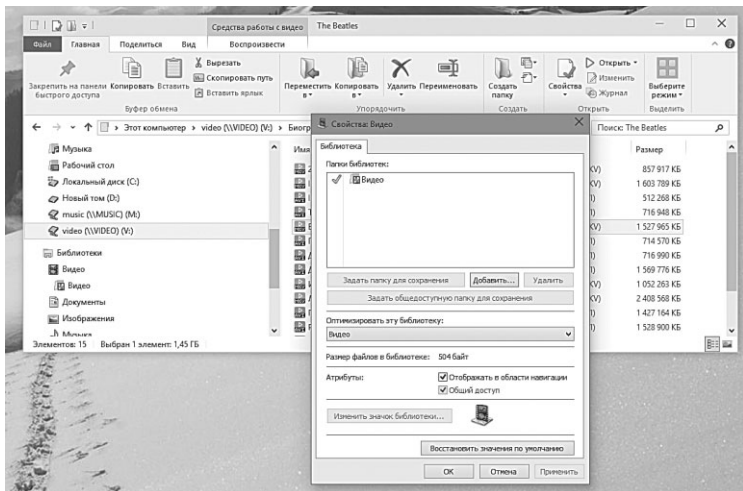 Средства работы с видео
The Beatles
Файл Главная Поделиться Вид Воспроизвести
Закрепить на панели быстрого доступа
Копировать
Вставить
Вырезать
Скопировать путь
Вставить ярлык
Переместить в
Копировать в
Удалить
Переименовать
Создать папку
Свойства
Открыть
Изменить
Журнал
Выберите режим
Буфер обмена
Упорядочить
Создать
Открыть
Выделить
Этот компьютер > video (\\VIDEO) (V:) >
Поиск: The Beatles
Музыка
Рабочий стол
Локальный диск (C:)
Новый том (D:)
music (\\MUSIC) (M:)
video (\\VIDEO) (V:)
Библиотеки
Видео
Видео
Документы
Изображения
Музыка
Размер
857 917 КБ
1 603 789 КБ
512 268 КБ
716 948 КБ
1 527 965 КБ
714 570 КБ
716 990 КБ
1 569 776 КБ
1 052 263 КБ
2 408 568 КБ
1 427 164 КБ
1 528 900 КБ
Элементов: 15 Выбран 1 элемент: 1,45 ГБ
Свойства: Видео
Библиотека
Папки библиотек:
Видео
Задать папку для сохранения
Добавить...
Удалить
Задать общедоступную папку для сохранения
Оптимизировать эту библиотеку:
Видео
Размер файлов в библиотеке: 504 байт
Атрибуты:
Отображать в области навигации
Общий доступ
Изменить значок библиотеки...
Восстановить значения по умолчанию
ОК
Отмена
Применить